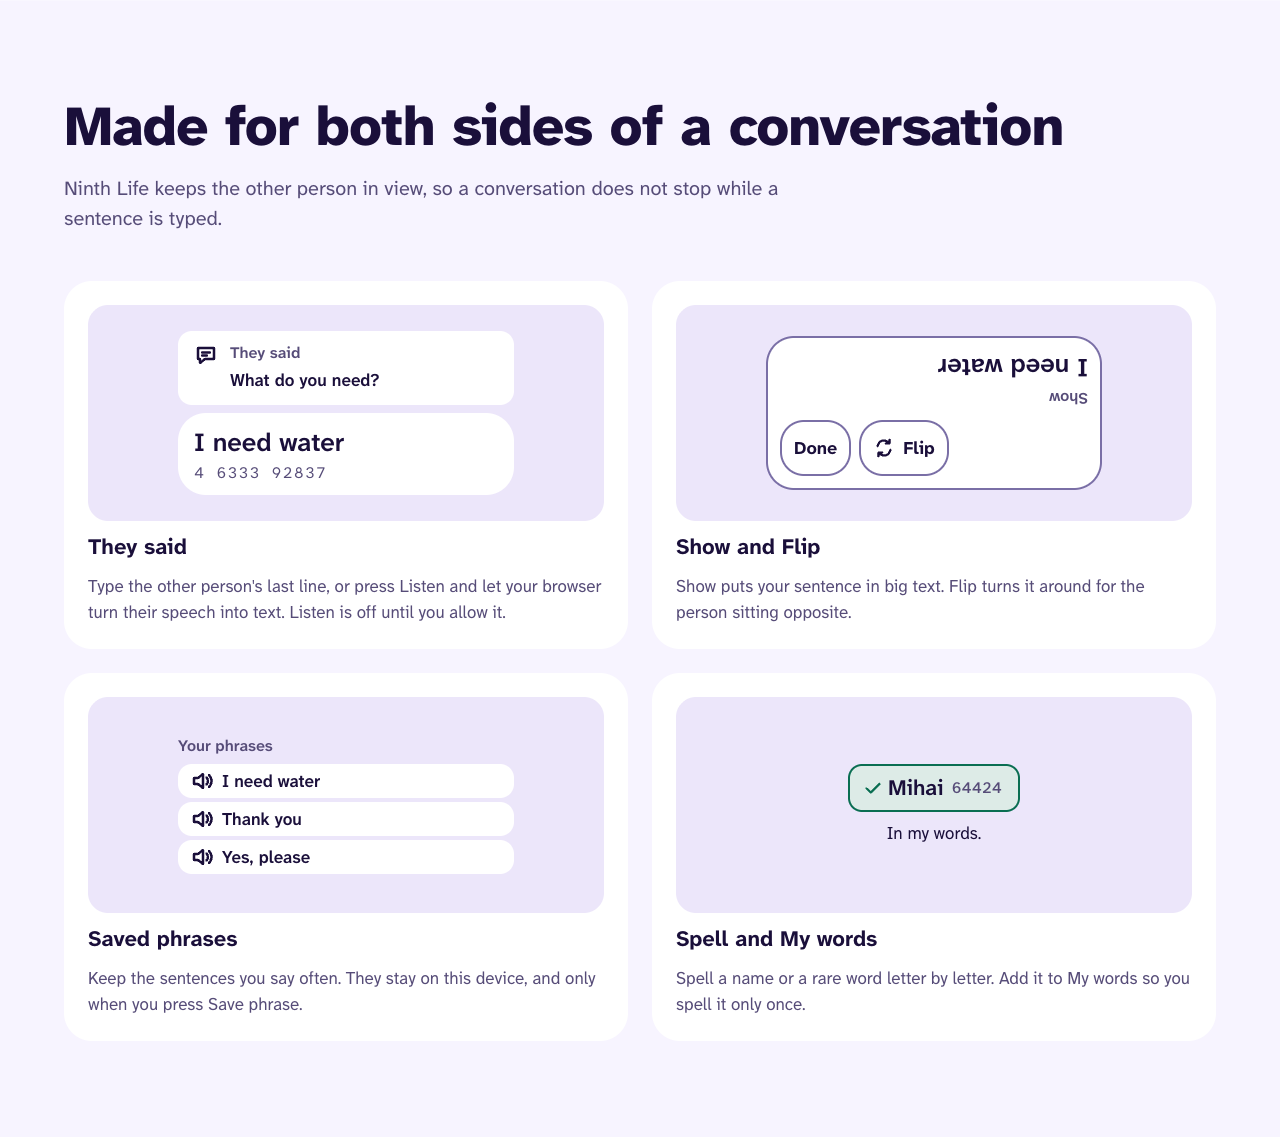 Made for both sides of a conversation
Ninth Life keeps the other person in view, so a conversation does not stop while a
sentence is typed.
They said
What do you need?
I need water
4 6333 92837
They said
Type the other person's last line, or press Listen and let your browser
turn their speech into text. Listen is off until you allow it.
I need water
Show
Done
Flip
Show and Flip
Show puts your sentence in big text. Flip turns it around for the
person sitting opposite.
Your phrases
I need water
Thank you
Yes, please
Saved phrases
Keep the sentences you say often. They stay on this device, and only
when you press Save phrase.
Mihai 64424
In my words.
Spell and My words
Spell a name or a rare word letter by letter. Add it to My words so you
spell it only once.